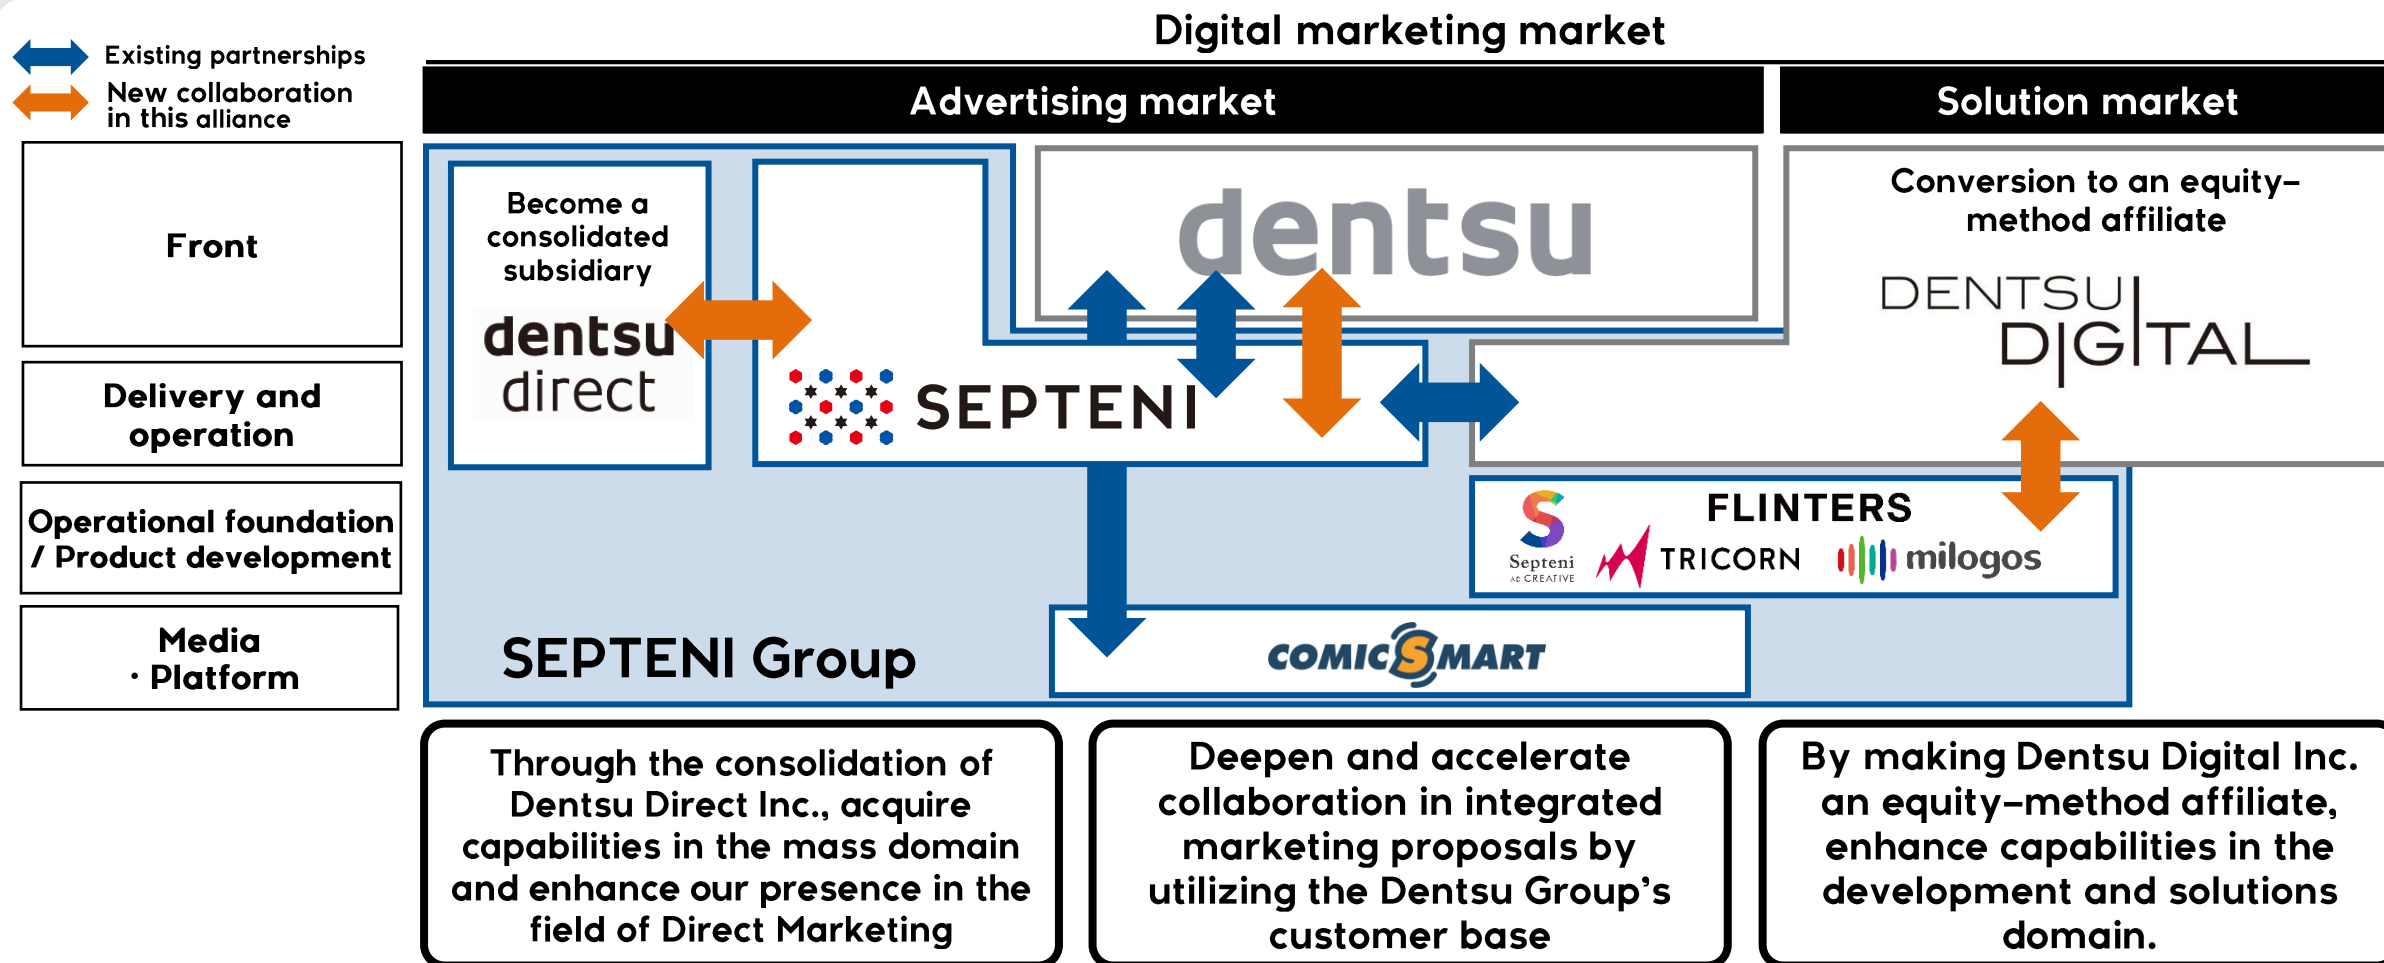 Digital marketing market
Existing partnerships
New collaboration
in this alliance
Advertising market
Solution market
Front
Delivery and
operation
Operational foundation
/ Product development
Media
・Platform
Become a
consolidated
subsidiary
dentsu
direct
SEPTENI
dentsu
Conversion to an equity-
method affiliate
DENTSU
DIGITAL
FLINTERS
Septeni
AD CREATIVE
TRICORN
milogos
SEPTENI Group
COMICSMART
Through the consolidation of
Dentsu Direct Inc., acquire
capabilities in the mass domain
and enhance our presence in the
field of Direct Marketing
Deepen and accelerate
collaboration in integrated
marketing proposals by
utilizing the Dentsu Group's
customer base
By making Dentsu Digital Inc.
an equity-method affiliate,
enhance capabilities in the
development and solutions
domain.